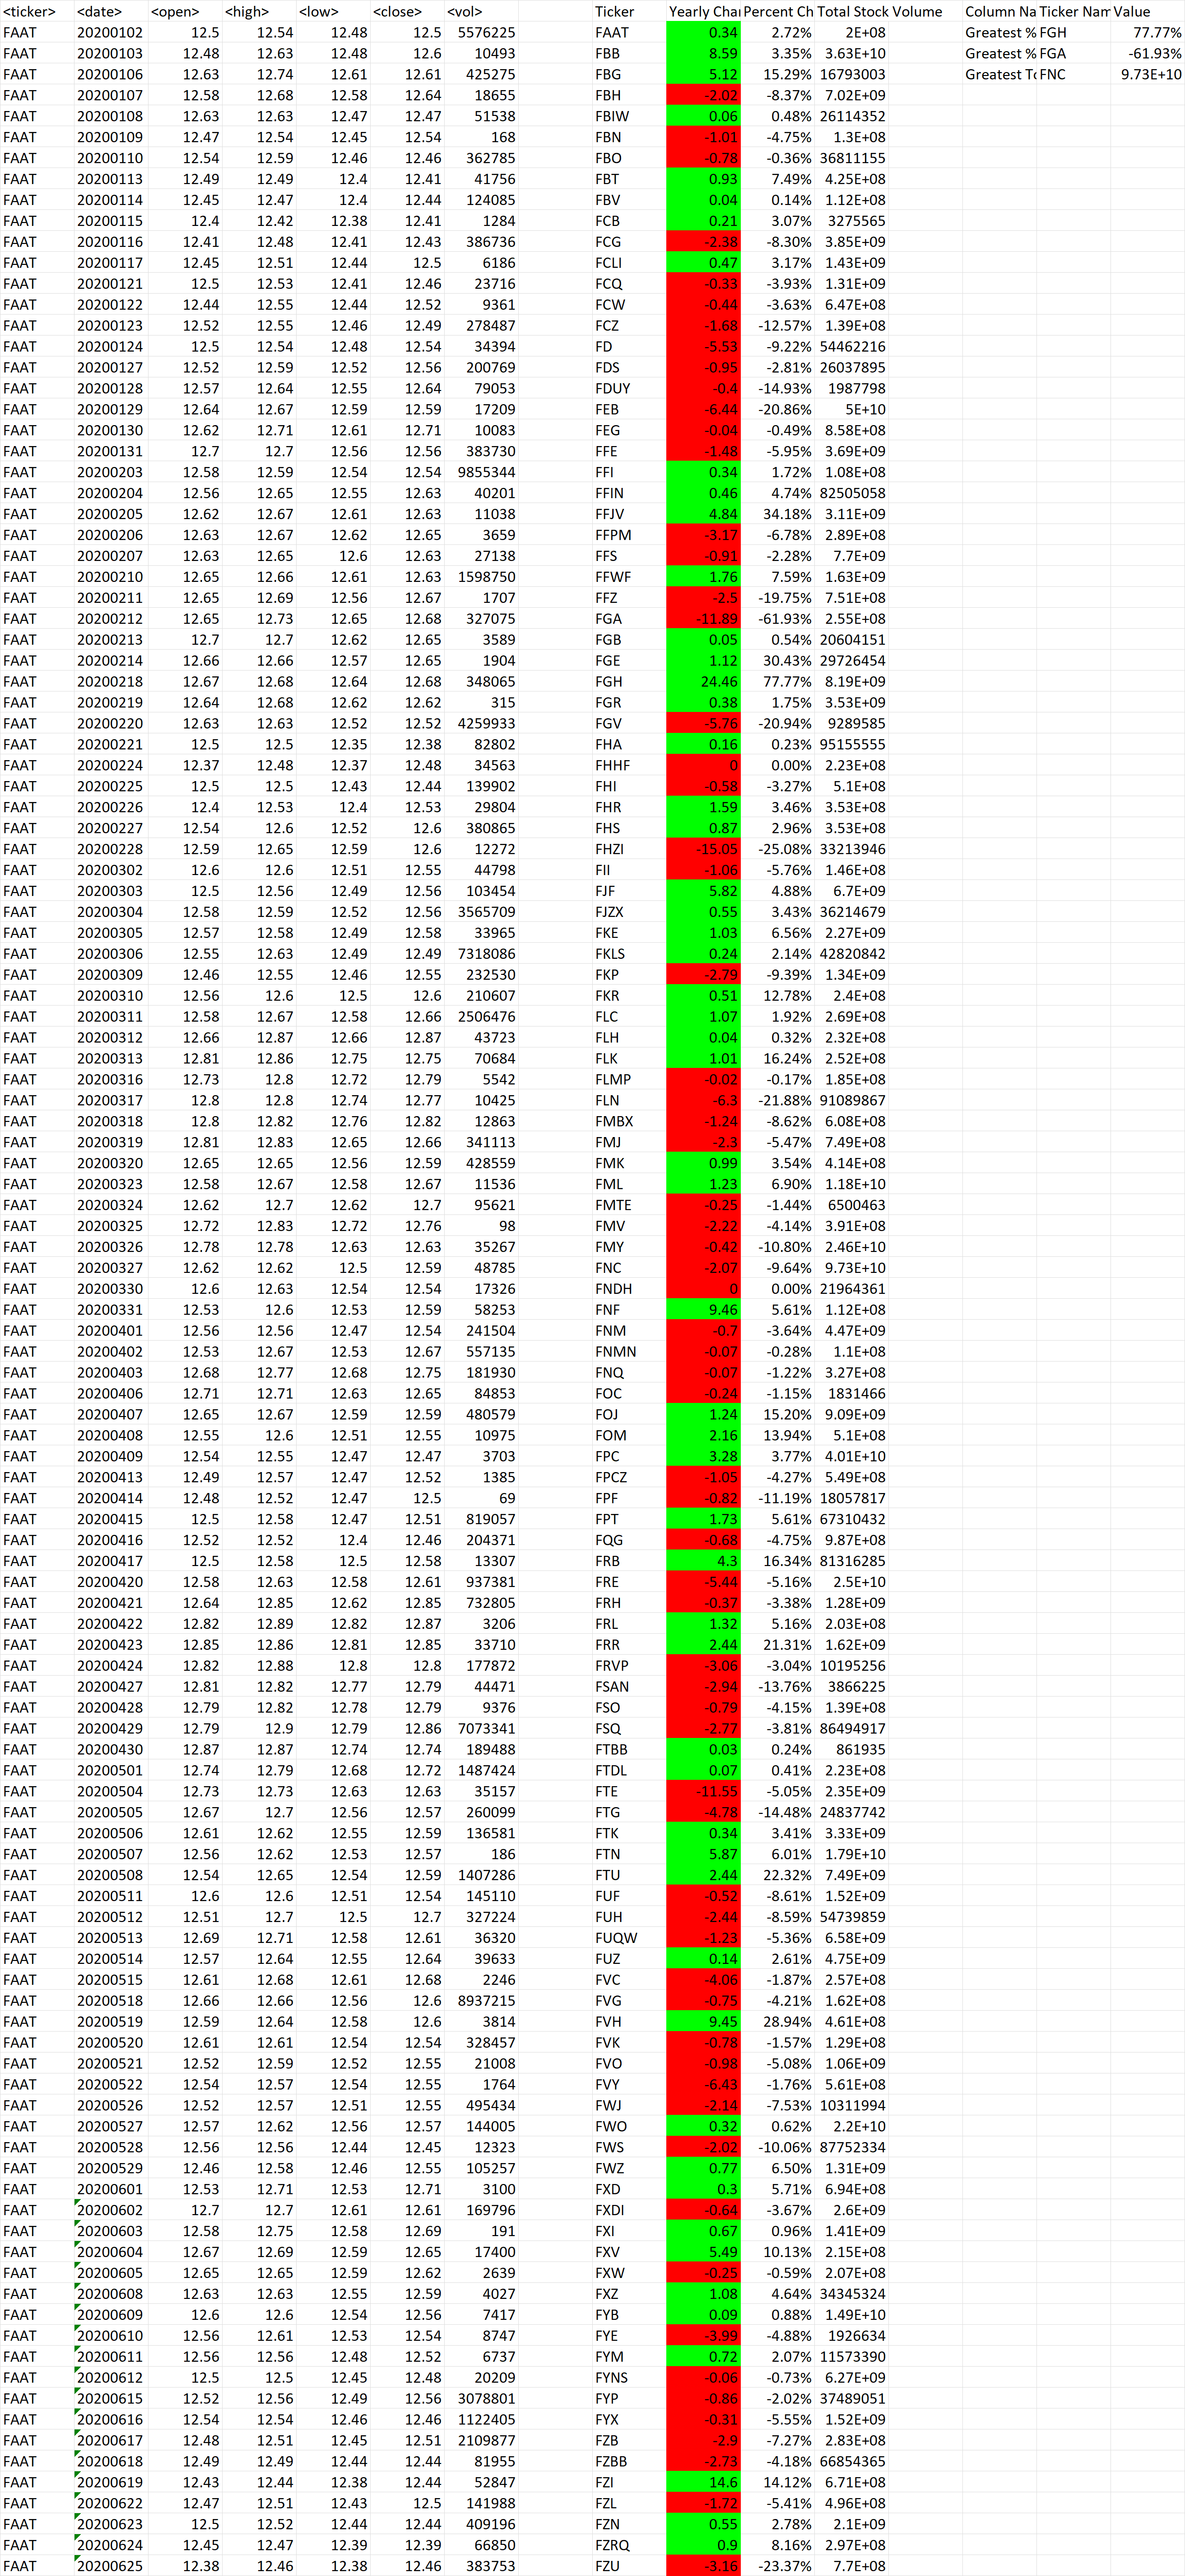 <ticker> <date> <open> <high> <low> <close> <vol> Ticker Yearly Char Percent Ch Total Stock Volume Column Na Ticker Nam Value
FAAT 20200102 12.5 12.54 12.48 12.5 5576225 FAAT 0.34 2.72% 2E+08 Greatest % FGH 77.77%
FAAT 20200103 12.48 12.63 12.48 12.6 10493 FBB 8.59 3.35% 3.63E+10 Greatest % FGA -61.93%
FAAT 20200106 12.63 12.74 12.61 12.61 425275 FBG 5.12 15.29% 16793003 Greatest To FNC 9.73E+10
FAAT 20200107 12.58 12.68 12.58 12.64 18655 FBH -2.02 -8.37% 7.02E+09
FAAT 20200108 12.63 12.63 12.47 12.47 51538 FBIW 0.06 0.48% 26114352
FAAT 20200109 12.47 12.54 12.45 12.54 168 FBN -1.01 -4.75% 1.3E+08
FAAT 20200110 12.54 12.59 12.46 12.46 362785 FBO -0.78 -0.36% 36811155
FAAT 20200113 12.49 12.49 12.4 12.41 41756 FBT 0.93 7.49% 4.25E+08
FAAT 20200114 12.45 12.47 12.4 12.44 124085 FBV 0.04 0.14% 1.12E+08
FAAT 20200115 12.4 12.42 12.38 12.41 1284 FCB 0.21 3.07% 3275565
FAAT 20200116 12.41 12.48 12.41 12.43 386736 FCG -2.38 -8.30% 3.85E+09
FAAT 20200117 12.45 12.51 12.44 12.5 6186 FCLI 0.47 3.17% 1.43E+09
FAAT 20200121 12.5 12.53 12.41 12.46 23716 FCQ -0.33 -3.93% 1.31E+09
FAAT 20200122 12.44 12.55 12.44 12.52 9361 FCW -0.44 -3.63% 6.47E+08
FAAT 20200123 12.52 12.55 12.46 12.49 278487 FCZ -1.68 -12.57% 1.39E+08
FAAT 20200124 12.5 12.54 12.48 12.54 34394 FD -5.53 -9.22% 54462216
FAAT 20200127 12.52 12.59 12.52 12.56 200769 FDS -0.95 -2.81% 26037895
FAAT 20200128 12.57 12.64 12.55 12.64 79053 FDUY -0.4 -14.93% 1987798
FAAT 20200129 12.64 12.67 12.59 12.59 17209 FEB -6.44 -20.86% 5E+10
FAAT 20200130 12.62 12.71 12.61 12.71 10083 FEG -0.04 -0.49% 8.58E+08
FAAT 20200131 12.7 12.7 12.56 12.56 383730 FFE -1.48 -5.95% 3.69E+09
FAAT 20200203 12.58 12.59 12.54 12.54 9855344 FFI 0.34 1.72% 1.08E+08
FAAT 20200204 12.56 12.65 12.55 12.63 40201 FFIN 0.46 4.74% 82505058
FAAT 20200205 12.62 12.67 12.61 12.63 11038 FFJV 4.84 34.18% 3.11E+09
FAAT 20200206 12.63 12.67 12.62 12.65 3659 FFPM -3.17 -6.78% 2.89E+08
FAAT 20200207 12.63 12.65 12.6 12.63 27138 FFS -0.91 -2.28% 7.7E+09
FAAT 20200210 12.65 12.66 12.61 12.63 1598750 FFWF 1.76 7.59% 1.63E+09
FAAT 20200211 12.65 12.69 12.56 12.67 1707 FFZ -2.5 -19.75% 7.51E+08
FAAT 20200212 12.65 12.73 12.65 12.68 327075 FGA -11.89 -61.93% 2.55E+08
FAAT 20200213 12.7 12.7 12.62 12.65 3589 FGB 0.05 0.54% 20604151
FAAT 20200214 12.66 12.66 12.57 12.65 1904 FGE 1.12 30.43% 29726454
FAAT 20200218 12.67 12.68 12.64 12.68 348065 FGH 24.46 77.77% 8.19E+09
FAAT 20200219 12.64 12.68 12.62 12.62 315 FGR 0.38 1.75% 3.53E+09
FAAT 20200220 12.63 12.63 12.52 12.52 4259933 FGV -5.76 -20.94% 9289585
FAAT 20200221 12.5 12.5 12.35 12.38 82802 FHA 0.16 0.23% 95155555
FAAT 20200224 12.37 12.48 12.37 12.48 34563 FHHF 0 0.00% 2.23E+08
FAAT 20200225 12.5 12.5 12.43 12.44 139902 FHI -0.58 -3.27% 5.1E+08
FAAT 20200226 12.4 12.53 12.4 12.53 29804 FHR 1.59 3.46% 3.53E+08
FAAT 20200227 12.54 12.6 12.52 12.6 380865 FHS 0.87 2.96% 3.53E+08
FAAT 20200228 12.59 12.65 12.59 12.6 12272 FHZI -15.05 -25.08% 33213946
FAAT 20200302 12.6 12.6 12.51 12.55 44798 FII -1.06 -5.76% 1.46E+08
FAAT 20200303 12.5 12.56 12.49 12.56 103454 FJF 5.82 4.88% 6.7E+09
FAAT 20200304 12.58 12.59 12.52 12.56 3565709 FJZX 0.55 3.43% 36214679
FAAT 20200305 12.57 12.58 12.49 12.58 33965 FKE 1.03 6.56% 2.27E+09
FAAT 20200306 12.55 12.63 12.49 12.49 7318086 FKLS 0.24 2.14% 42820842
FAAT 20200309 12.46 12.55 12.46 12.55 232530 FKP -2.79 -9.39% 1.34E+09
FAAT 20200310 12.56 12.6 12.5 12.6 210607 FKR 0.51 12.78% 2.4E+08
FAAT 20200311 12.58 12.67 12.58 12.66 2506476 FLC 1.07 1.92% 2.69E+08
FAAT 20200312 12.66 12.87 12.66 12.87 43723 FLH 0.04 0.32% 2.32E+08
FAAT 20200313 12.81 12.86 12.75 12.75 70684 FLK 1.01 16.24% 2.52E+08
FAAT 20200316 12.73 12.8 12.72 12.79 5542 FLMP -0.02 -0.17% 1.85E+08
FAAT 20200317 12.8 12.8 12.74 12.77 10425 FLN -6.3 -21.88% 91089867
FAAT 20200318 12.8 12.82 12.76 12.82 12863 FMBX -1.24 -8.62% 6.08E+08
FAAT 20200319 12.81 12.83 12.65 12.66 341113 FMJ -2.3 -5.47% 7.49E+08
FAAT 20200320 12.65 12.65 12.56 12.59 428559 FMK 0.99 3.54% 4.14E+08
FAAT 20200323 12.58 12.67 12.58 12.67 11536 FML 1.23 6.90% 1.18E+10
FAAT 20200324 12.62 12.7 12.62 12.7 95621 FMTE -0.25 -1.44% 6500463
FAAT 20200325 12.72 12.83 12.72 12.76 98 FMV -2.22 -4.14% 3.91E+08
FAAT 20200326 12.78 12.78 12.63 12.63 35267 FMY -0.42 -10.80% 2.46E+10
FAAT 20200327 12.62 12.62 12.5 12.59 48785 FNC -2.07 -9.64% 9.73E+10
FAAT 20200330 12.6 12.63 12.54 12.54 17326 FNDH 0 0.00% 21964361
FAAT 20200331 12.53 12.6 12.53 12.59 58253 FNF 9.46 5.61% 1.12E+08
FAAT 20200401 12.56 12.56 12.47 12.54 241504 FNM -0.7 -3.64% 4.47E+09
FAAT 20200402 12.53 12.67 12.53 12.67 557135 FNMN -0.07 -0.28% 1.1E+08
FAAT 20200403 12.68 12.77 12.68 12.75 181930 FNQ -0.07 -1.22% 3.27E+08
FAAT 20200406 12.71 12.71 12.63 12.65 84853 FOC -0.24 -1.15% 1831466
FAAT 20200407 12.65 12.67 12.59 12.59 480579 FOJ 1.24 15.20% 9.09E+09
FAAT 20200408 12.55 12.6 12.51 12.55 10975 FOM 2.16 13.94% 5.1E+08
FAAT 20200409 12.54 12.55 12.47 12.47 3703 FPC 3.28 3.77% 4.01E+10
FAAT 20200413 12.49 12.57 12.47 12.52 1385 FPCZ -1.05 -4.27% 5.49E+08
FAAT 20200414 12.48 12.52 12.47 12.5 69 FPF -0.82 -11.19% 18057817
FAAT 20200415 12.5 12.58 12.47 12.51 819057 FPT 1.73 5.61% 67310432
FAAT 20200416 12.52 12.52 12.4 12.46 204371 FQG -0.68 -4.75% 9.87E+08
FAAT 20200417 12.5 12.58 12.5 12.58 13307 FRB 4.3 16.34% 81316285
FAAT 20200420 12.58 12.63 12.58 12.61 937381 FRE -5.44 -5.16% 2.5E+10
FAAT 20200421 12.64 12.85 12.62 12.85 732805 FRH -0.37 -3.38% 1.28E+09
FAAT 20200422 12.82 12.89 12.82 12.87 3206 FRL 1.32 5.16% 2.03E+08
FAAT 20200423 12.85 12.86 12.81 12.85 33710 FRR 2.44 21.31% 1.62E+09
FAAT 20200424 12.82 12.88 12.8 12.8 177872 FRVP -3.06 -3.04% 10195256
FAAT 20200427 12.81 12.82 12.77 12.79 44471 FSAN -2.94 -13.76% 3866225
FAAT 20200428 12.79 12.82 12.78 12.79 9376 FSO -0.79 -4.15% 1.39E+08
FAAT 20200429 12.79 12.9 12.79 12.86 7073341 FSQ -2.77 -3.81% 86494917
FAAT 20200430 12.87 12.87 12.74 12.74 189488 FTBB 0.03 0.24% 861935
FAAT 20200501 12.74 12.79 12.68 12.72 1487424 FTDL 0.07 0.41% 2.23E+08
FAAT 20200504 12.73 12.73 12.63 12.63 35157 FTE -11.55 -5.05% 2.35E+09
FAAT 20200505 12.67 12.7 12.56 12.57 260099 FTG -4.78 -14.48% 24837742
FAAT 20200506 12.61 12.62 12.55 12.59 136581 FTK 0.34 3.41% 3.33E+09
FAAT 20200507 12.56 12.62 12.53 12.57 186 FTN 5.87 6.01% 1.79E+10
FAAT 20200508 12.54 12.65 12.54 12.59 1407286 FTU 2.44 22.32% 7.49E+09
FAAT 20200511 12.6 12.6 12.51 12.54 145110 FUF -0.52 -8.61% 1.52E+09
FAAT 20200512 12.51 12.7 12.5 12.7 327224 FUH -2.44 -8.59% 54739859
FAAT 20200513 12.69 12.71 12.58 12.61 36320 FUQW -1.23 -5.36% 6.58E+09
FAAT 20200514 12.57 12.64 12.55 12.64 39633 FUZ 0.14 2.61% 4.75E+09
FAAT 20200515 12.61 12.68 12.61 12.68 2246 FVC -4.06 -1.87% 2.57E+08
FAAT 20200518 12.66 12.66 12.56 12.6 8937215 FVG -0.75 -4.21% 1.62E+08
FAAT 20200519 12.59 12.64 12.58 12.6 3814 FVH 9.45 28.94% 4.61E+08
FAAT 20200520 12.61 12.61 12.54 12.54 328457 FVK -0.78 -1.57% 1.29E+08
FAAT 20200521 12.52 12.59 12.52 12.55 21008 FVO -0.98 -5.08% 1.06E+09
FAAT 20200522 12.54 12.57 12.54 12.55 1764 FVY -6.43 -1.76% 5.61E+08
FAAT 20200526 12.52 12.57 12.51 12.55 495434 FWJ -2.14 -7.53% 10311994
FAAT 20200527 12.57 12.62 12.56 12.57 144005 FWO 0.32 0.62% 2.2E+10
FAAT 20200528 12.56 12.56 12.44 12.45 12323 FWS -2.02 -10.06% 87752334
FAAT 20200529 12.46 12.58 12.46 12.55 105257 FWZ 0.77 6.50% 1.31E+09
FAAT 20200601 12.53 12.71 12.53 12.71 3100 FXD 0.3 5.71% 6.94E+08
FAAT 20200602 12.7 12.7 12.61 12.61 169796 FXDI -0.64 -3.67% 2.6E+09
FAAT 20200603 12.58 12.75 12.58 12.69 191 FXI 0.67 0.96% 1.41E+09
FAAT 20200604 12.67 12.69 12.59 12.65 17400 FXV 5.49 10.13% 2.15E+08
FAAT 20200605 12.65 12.65 12.59 12.62 2639 FXW -0.25 -0.59% 2.07E+08
FAAT 20200608 12.63 12.63 12.55 12.59 4027 FXZ 1.08 4.64% 34345324
FAAT 20200609 12.6 12.6 12.54 12.56 7417 FYB 0.09 0.88% 1.49E+10
FAAT 20200610 12.56 12.61 12.53 12.54 8747 FYE -3.99 -4.88% 1926634
FAAT 20200611 12.56 12.56 12.48 12.52 6737 FYM 0.72 2.07% 11573390
FAAT 20200612 12.5 12.5 12.45 12.48 20209 FYNS -0.06 -0.73% 6.27E+09
FAAT 20200615 12.52 12.56 12.49 12.56 3078801 FYP -0.86 -2.02% 37489051
FAAT 20200616 12.54 12.54 12.46 12.46 1122405 FYX -0.31 -5.55% 1.52E+09
FAAT 20200617 12.48 12.51 12.45 12.51 2109877 FZB -2.9 -7.27% 2.83E+08
FAAT 20200618 12.49 12.49 12.44 12.44 81955 FZBB -2.73 -4.18% 66854365
FAAT 20200619 12.43 12.44 12.38 12.44 52847 FZI 14.6 14.12% 6.71E+08
FAAT 20200622 12.47 12.51 12.43 12.5 141988 FZL -1.72 -5.41% 4.96E+08
FAAT 20200623 12.5 12.52 12.44 12.44 409196 FZN 0.55 2.78% 2.1E+09
FAAT 20200624 12.45 12.47 12.39 12.39 66850 FZRQ 0.9 8.16% 2.97E+08
FAAT 20200625 12.38 12.46 12.38 12.46 383753 FZU -3.16 -23.37% 7.7E+08